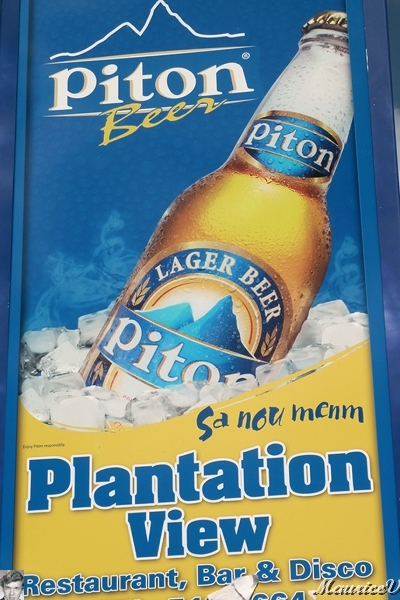 Piton®
Beer
Piton
LAGER BEER
Piton
Sa nou menm
Enjoy Piton responsibly.
Plantation
View
Restaurant, Bar & Disco
MauriceV